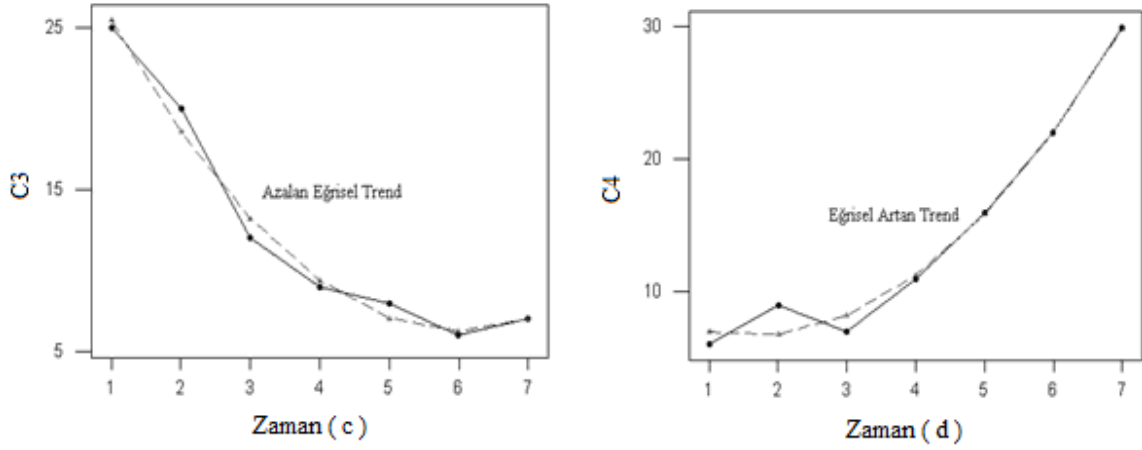 25
15
5
C3
Azalan Eğrisel Trend
1 2 3 4 5 6 7
Zaman ( c )
30
20
10
C4
Eğrisel Artan Trend
1 2 3 4 5 6 7
Zaman ( d )